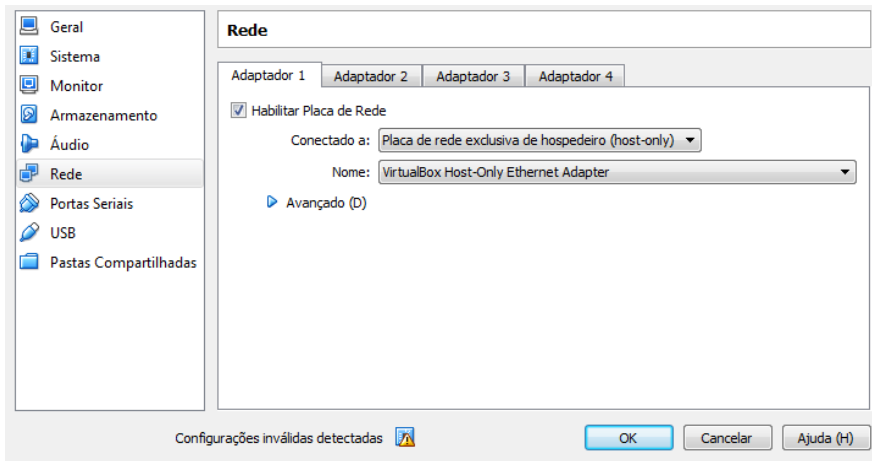 Geral
Sistema
Monitor
Armazenamento
Áudio
Rede
Portas Seriais
USB
Pastas Compartilhadas
Rede
Adaptador 1 Adaptador 2 Adaptador 3 Adaptador 4
Habilitar Placa de Rede
Conectado a: Placa de rede exclusiva de hospedeiro (host-only)
Nome: VirtualBox Host-Only Ethernet Adapter
Avançado (D)
Configurações inválidas detectadas
OK Cancelar Ajuda (H)